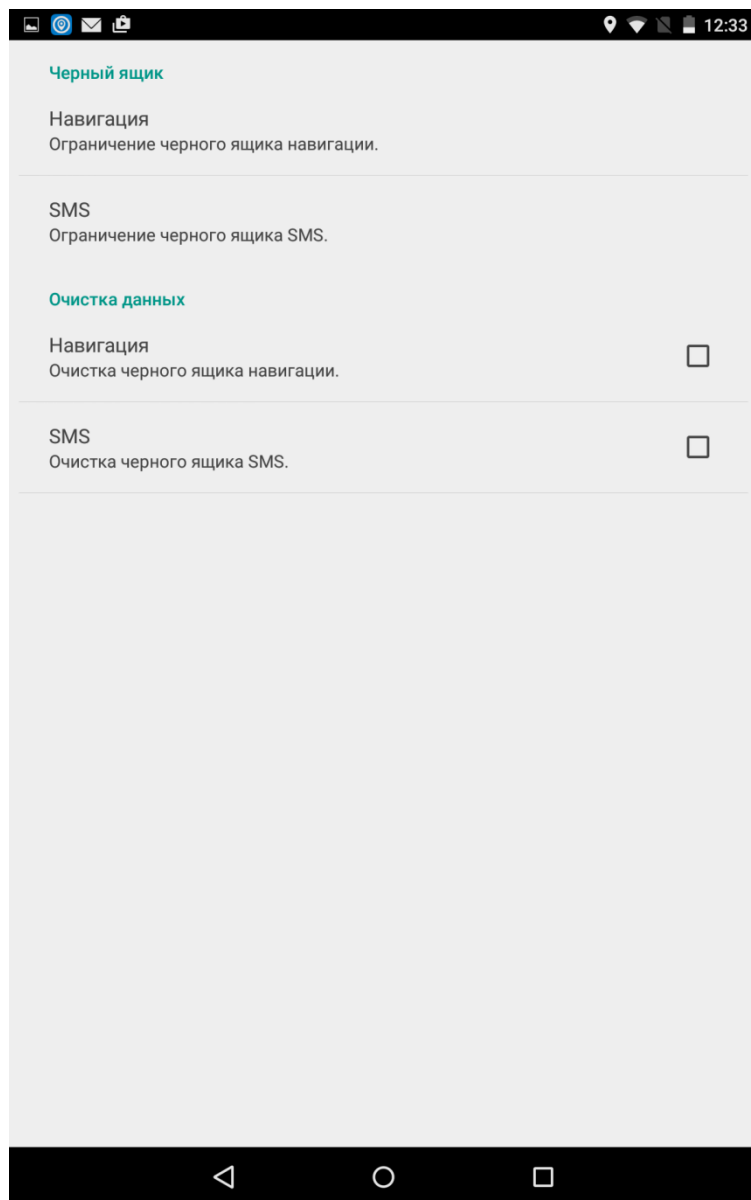 12:33
Черный ящик
Навигация
Ограничение черного ящика навигации.
SMS
Ограничение черного ящика SMS.
Очистка данных
Навигация
Очистка черного ящика навигации.
SMS
Очистка черного ящика SMS.